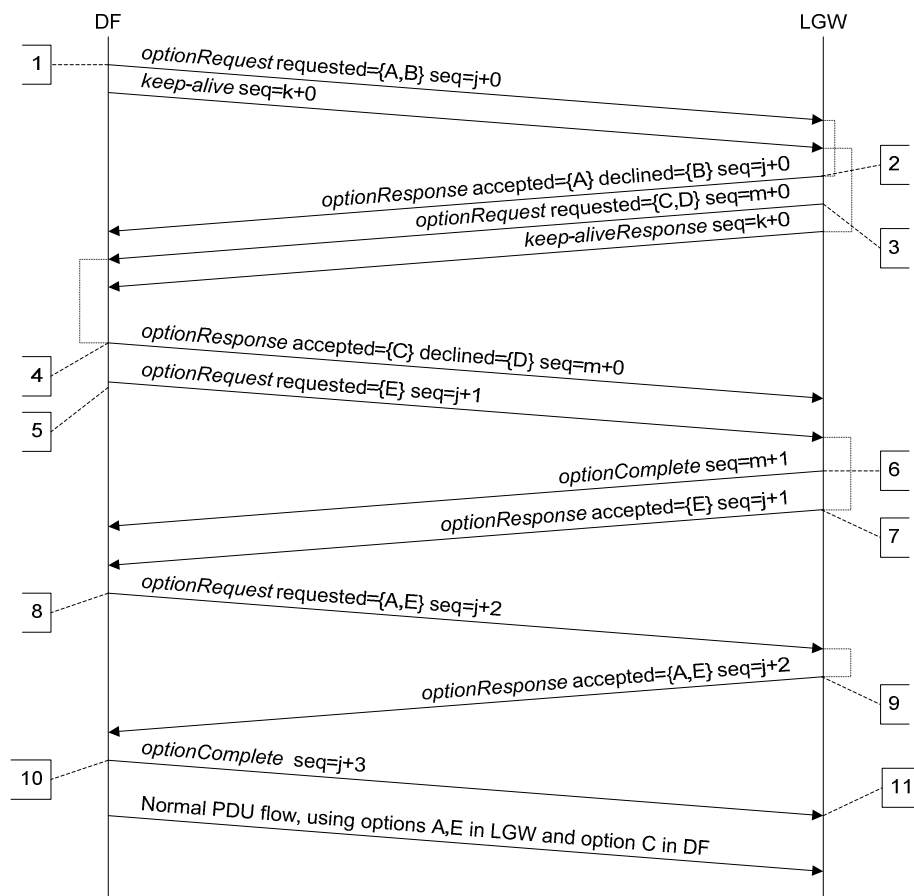 DF
LGW
1
optionRequest requested={A,B} seq=j+0
keep-alive seq=k+0
2
optionResponse accepted={A} declined={B} seq=j+0
optionRequest requested={C,D} seq=m+0
keep-aliveResponse seq=k+0
3
optionResponse accepted={C} declined={D} seq=m+0
4
optionRequest requested={E} seq=j+1
5
optionComplete seq=m+1
6
optionResponse accepted={E} seq=j+1
7
optionRequest requested={A,E} seq=j+2
8
optionResponse accepted={A,E} seq=j+2
9
optionComplete seq=j+3
10
11
Normal PDU flow, using options A,E in LGW and option C in DF